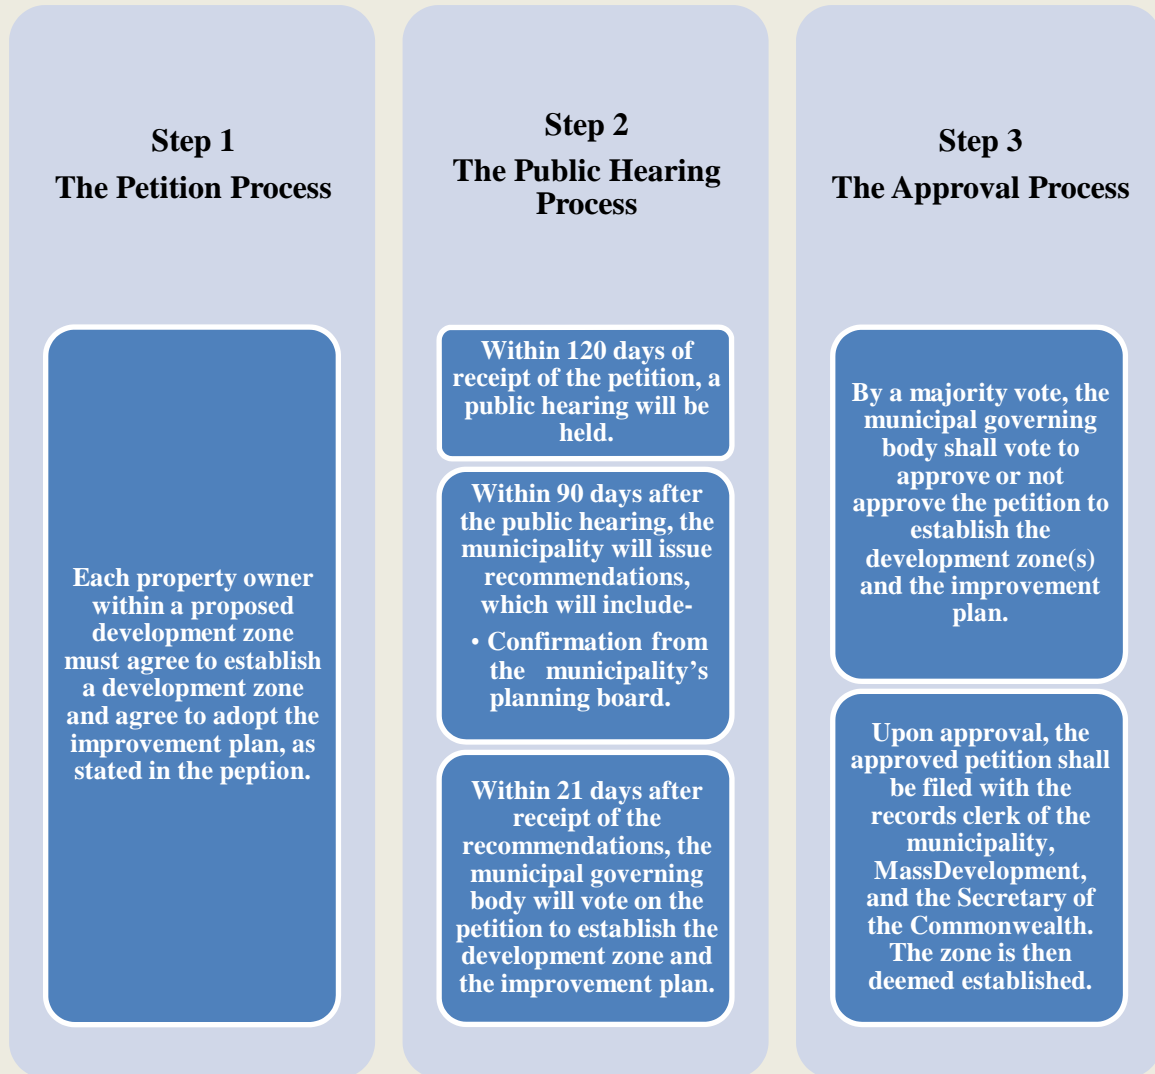 Step 1
The Petition Process
Each property owner
within a proposed
development zone
must agree to establish
a development zone
and agree to adopt the
improvement plan, as
stated in the peption.
Step 2
The Public Hearing
Process
Within 120 days of
receipt of the petition, a
public hearing will be
held.
Within 90 days after
the public hearing, the
municipality will issue
recommendations,
which will include-
• Confirmation from
the municipality's
planning board.
Within 21 days after
receipt of the
recommendations, the
municipal governing
body will vote on the
petition to establish the
development zone and
the improvement plan.
Step 3
The Approval Process
By a majority vote, the
municipal governing
body shall vote to
approve or not
approve the petition to
establish the
development zone(s)
and the improvement
plan.
Upon approval, the
approved petition shall
be filed with the
records clerk of the
municipality,
MassDevelopment,
and the Secretary of
the Commonwealth.
The zone is then
deemed established.